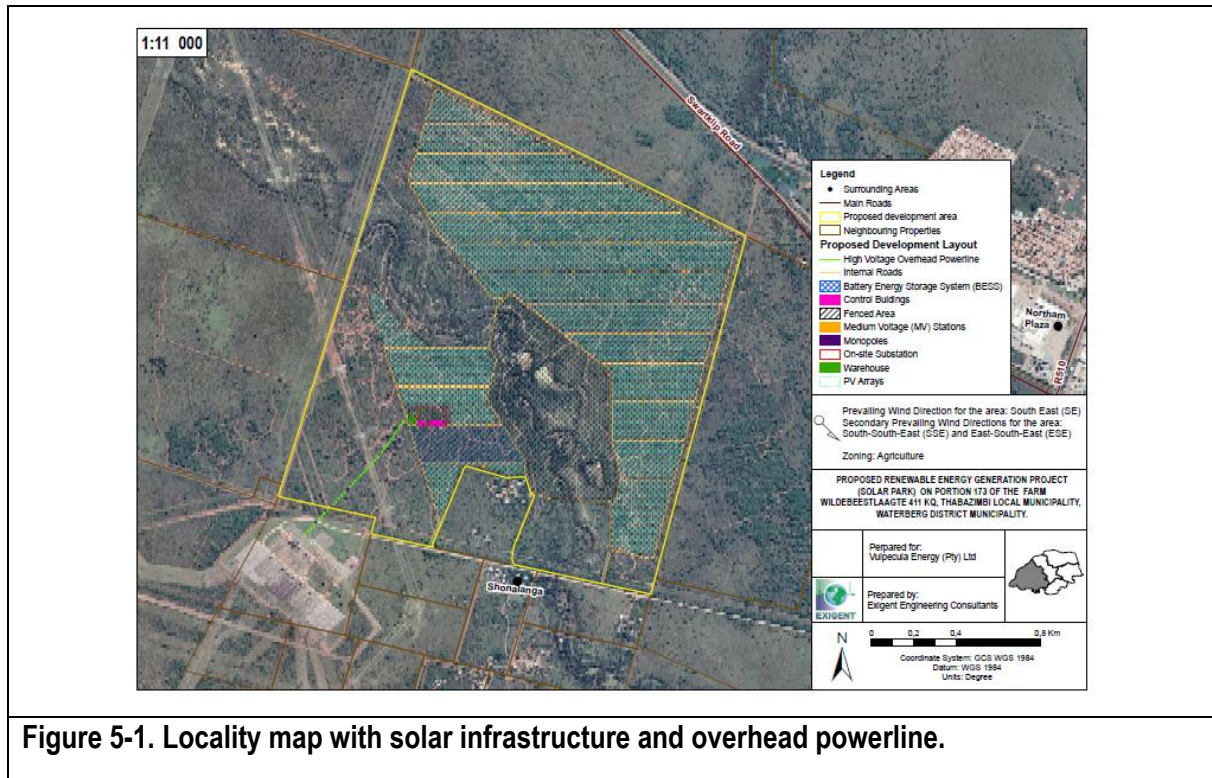 1:11 000
Swartklip Road
Legend
Surrounding Areas
Main Roads
Proposed development area
Neighbouring Properties
Proposed Development Layout
High Voltage Overhead Powerline
Internal Roads
Battery Energy Storage System (BESS)
Control Buidings
Fenced Area
Medium Voltage (MV) Stations
Monopoles
On-site Substation
Warehouse
PV Arrays
Northam
Plaza
R510
Shonalanga
Prevailing Wind Direction for the area: South East (SE)
Secondary Prevailing Wind Directions for the area:
South-South-East (SSE) and East-South-East (ESE)
Zoning: Agriculture
PROPOSED RENEWABLE ENERGY GENERATION PROJECT
(SOLAR PARK) ON PORTION 173 OF THE FARM
WILDEBEESTLAAGTE 411 KQ, THABAZIMBI LOCAL MUNICIPALITY,
WATERBERG DISTRICT MUNICIPALITY.
Perpared for:
Vulpecula Energy (Pty) Ltd
Prepared by:
Exigent Engineering Consultants
EXIGENT
N
0 0,2 0,4 0,8 Km
Coordinate System: GCS WGS 1984
Datum: WGS 1984
Units: Degree
Figure 5-1. Locality map with solar infrastructure and overhead powerline.